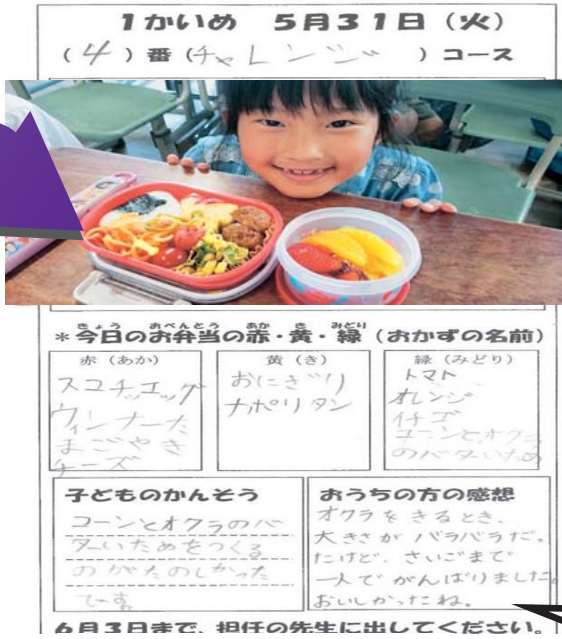 1かいめ 5月31日（火）
（4）番（チャレンジ）コース
＊今日のお弁当の赤・黄・緑（おかずの名前）
赤（あか）
スコチッエッグ
ウィンナーた
まごやき
チーズ
黄（き）
おにぎり
ナポリタン
緑（みどり）
トマト
オレンジ
イチゴ
コーンとオクラ
のバターいため
子どものかんそう
コーンとオクラのバ
ターいためをつくる
のがたのしかった
です
おうちの方の感想
オクラをきるとき、
大きさがバラバラだ。
だけど、さいごまで
一人でがんばりました
おいしかったね。
6月3日まで、担任の先生に出してください。